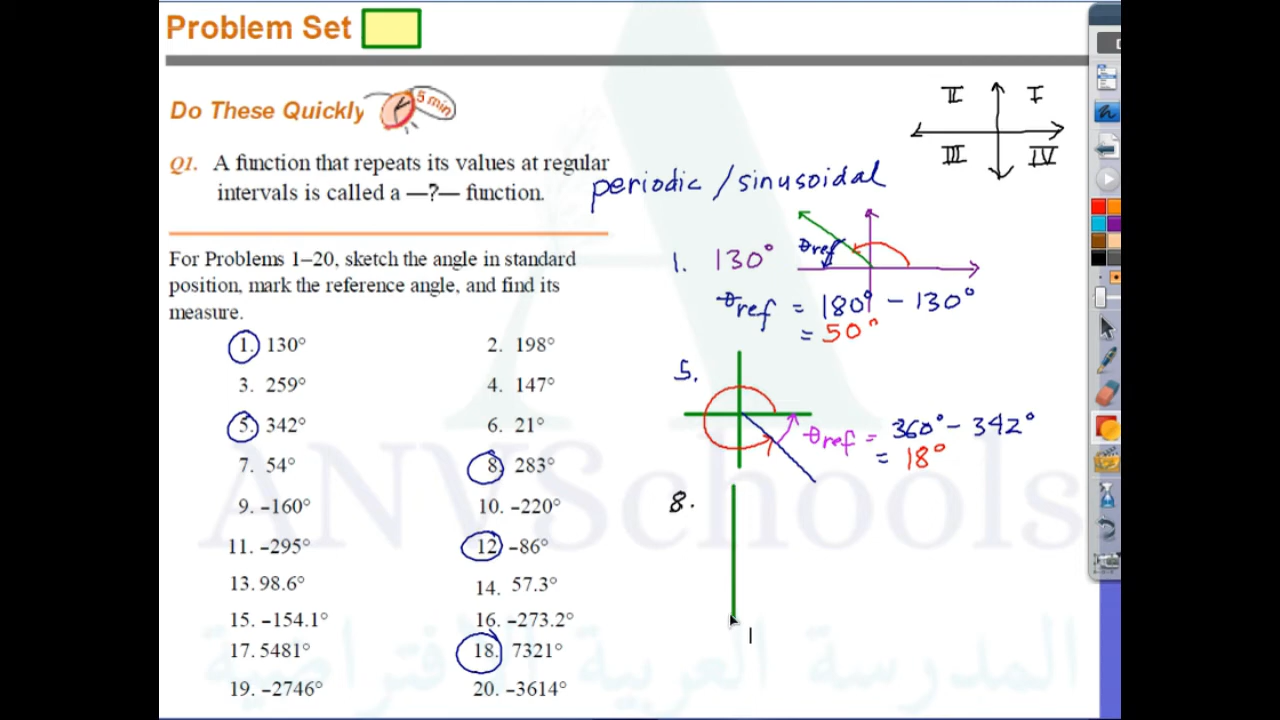 Problem Set
Do These Quickly
5 min
Q1. A function that repeats its values at regular
intervals is called a —?— function.
periodic / sinusoidal
II I
III IV
For Problems 1–20, sketch the angle in standard
position, mark the reference angle, and find its
measure.
1. 130° 2. 198°
3. 259° 4. 147°
5. 342° 6. 21°
7. 54° 8. 283°
9. –160° 10. –220°
11. –295° 12. –86°
13. 98.6° 14. 57.3°
15. –154.1° 16. –273.2°
17. 5481° 18. 7321°
19. –2746° 20. –3614°
1. 130°
θref
θref = 180° – 130°
= 50°
5.
θref = 360° – 342°
= 18°
8.
ANVSchools
المدرسة العربية الافتراضية